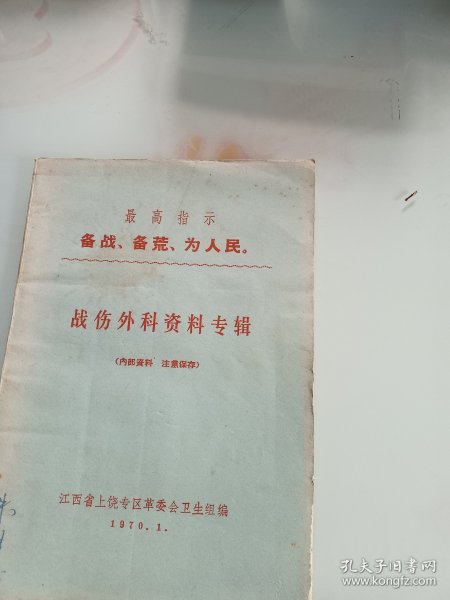 最高指示
备战、备荒、为人民。
战伤外科资料专辑
(内部资料 注意保存)
江西省上饶专区革委会卫生组编
1970.1.
孔夫子旧书网
www.kongfz.com